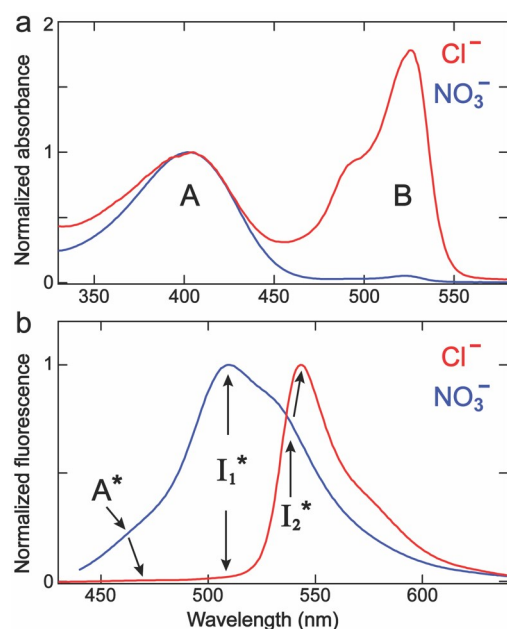 a
Normalized absorbance
2
1
0
Cl⁻
NO₃⁻
A
B
350 400 450 500 550
b
Normalized fluorescence
1
0
Cl⁻
NO₃⁻
A*
I₁*
I₂*
450 500 550 600
Wavelength (nm)